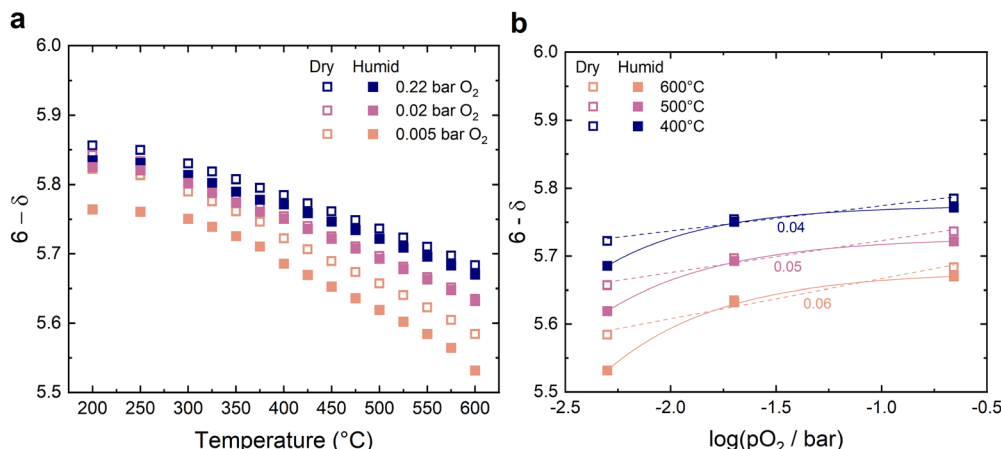 a
6 – δ
6.0
5.9
5.8
5.7
5.6
5.5
Dry Humid
0.22 bar O₂
0.02 bar O₂
0.005 bar O₂
200 250 300 350 400 450 500 550 600
Temperature (°C)
b
6 - δ
6.0
5.9
5.8
5.7
5.6
5.5
Dry Humid
600°C
500°C
400°C
0.04
0.05
0.06
-2.5 -2.0 -1.5 -1.0 -0.5
log(pO₂ / bar)